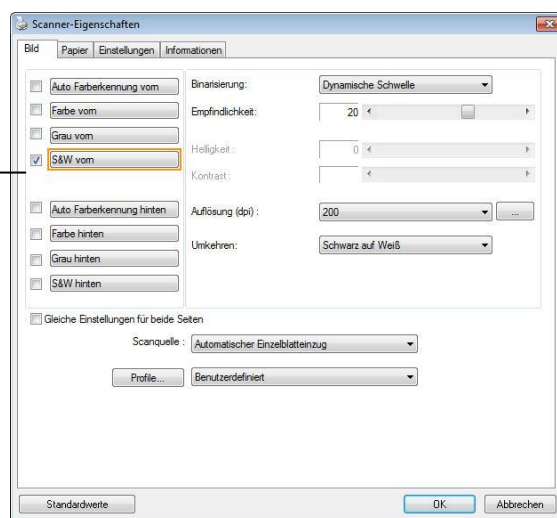 Scanner-Eigenschaften
Bild Papier Einstellungen Informationen
Auto Farberkennung vorn
Farbe vorn
Grau vorn
S&W vorn
Auto Farberkennung hinten
Farbe hinten
Grau hinten
S&W hinten
Binarisierung: Dynamische Schwelle
Empfindlichkeit: 20
Helligkeit : 0
Kontrast :
Auflösung (dpi) : 200 ...
Umkehren: Schwarz auf Weiß
Gleiche Einstellungen für beide Seiten
Scanquelle : Automatischer Einzelblatteinzug
Profile... Benutzerdefiniert
Standardwerte OK Abbrechen